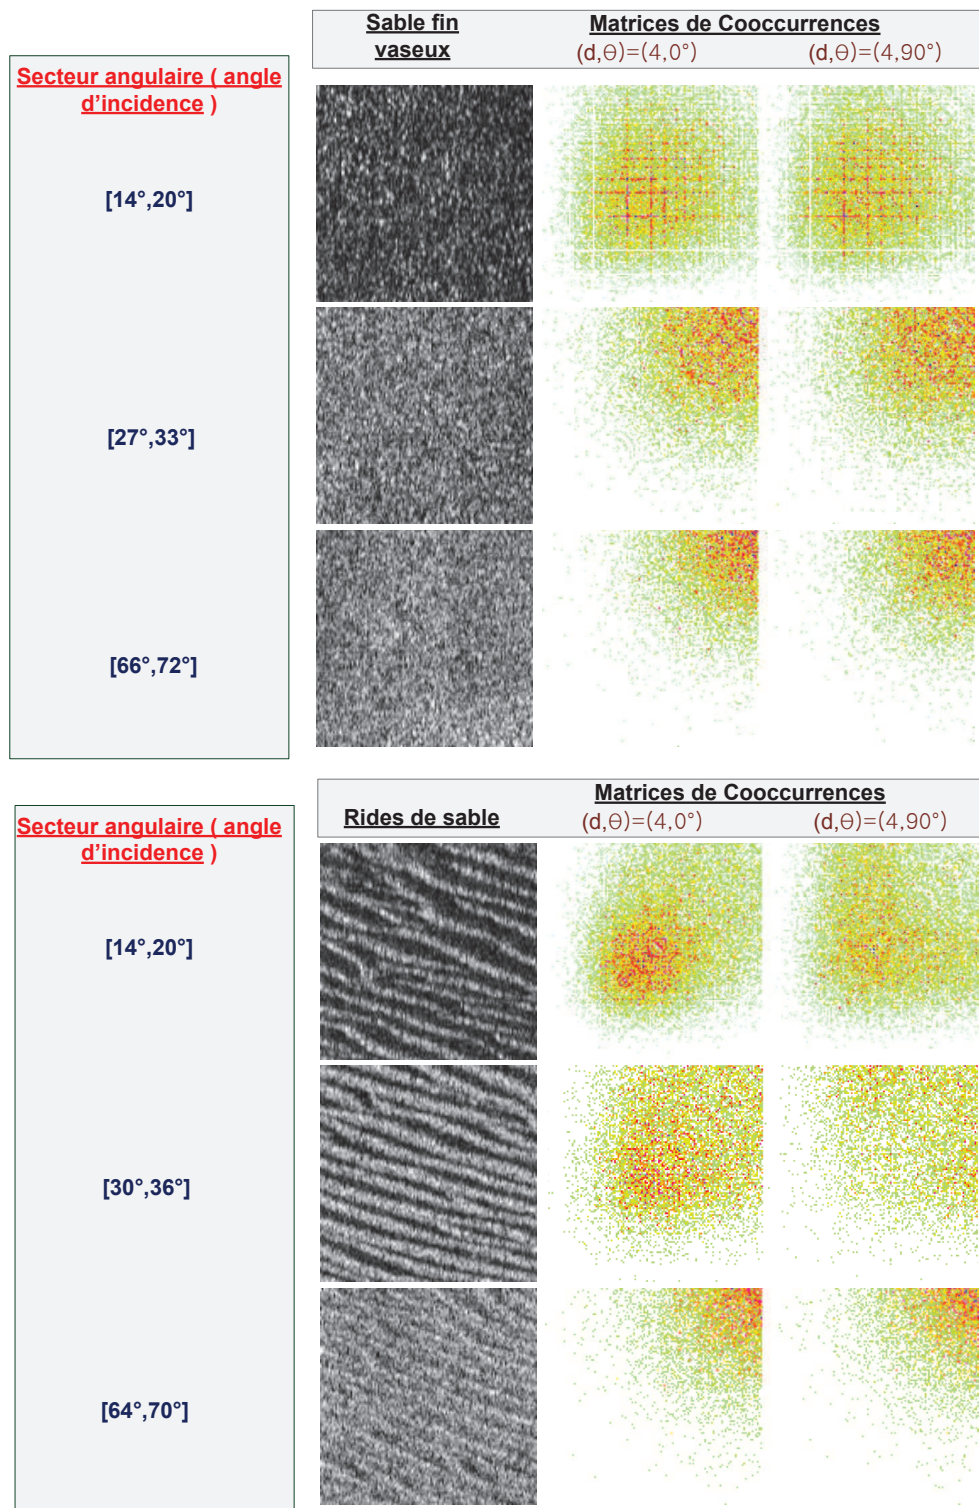 Sable fin
vaseux
Matrices de Cooccurrences
(d,Θ)=(4,0°) (d,Θ)=(4,90°)
Secteur angulaire ( angle
d'incidence )
[14°,20°]
[27°,33°]
[66°,72°]
Rides de sable
Matrices de Cooccurrences
(d,Θ)=(4,0°) (d,Θ)=(4,90°)
Secteur angulaire ( angle
d'incidence )
[14°,20°]
[30°,36°]
[64°,70°]